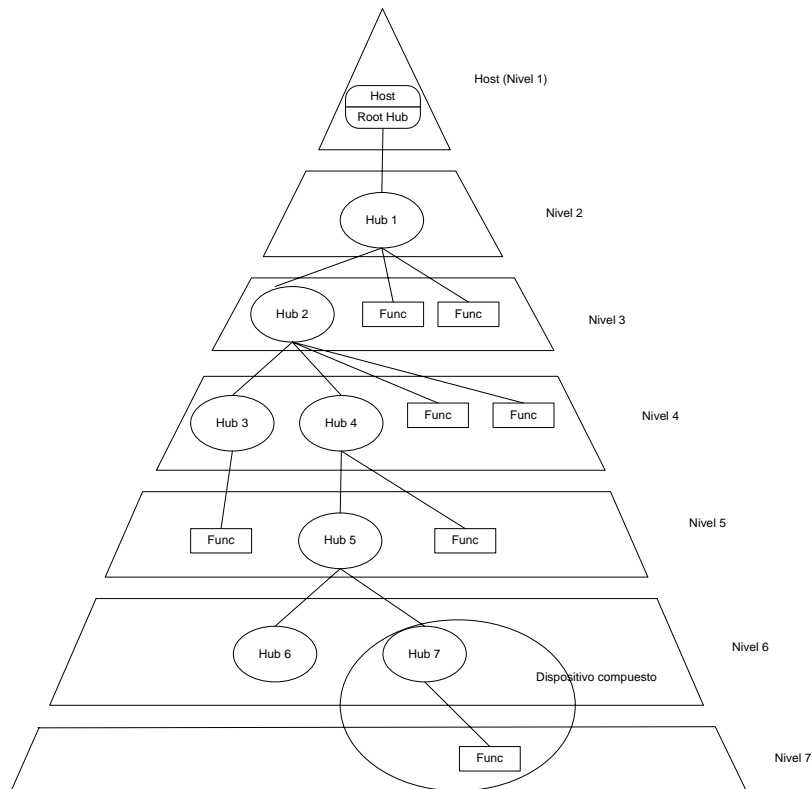 Host (Nivel 1)
Host
Root Hub
Nivel 2
Hub 1
Hub 2
Func
Func
Nivel 3
Hub 3
Hub 4
Func
Func
Nivel 4
Nivel 5
Func
Hub 5
Func
Hub 6
Hub 7
Nivel 6
Dispositivo compuesto
Func
Nivel 7